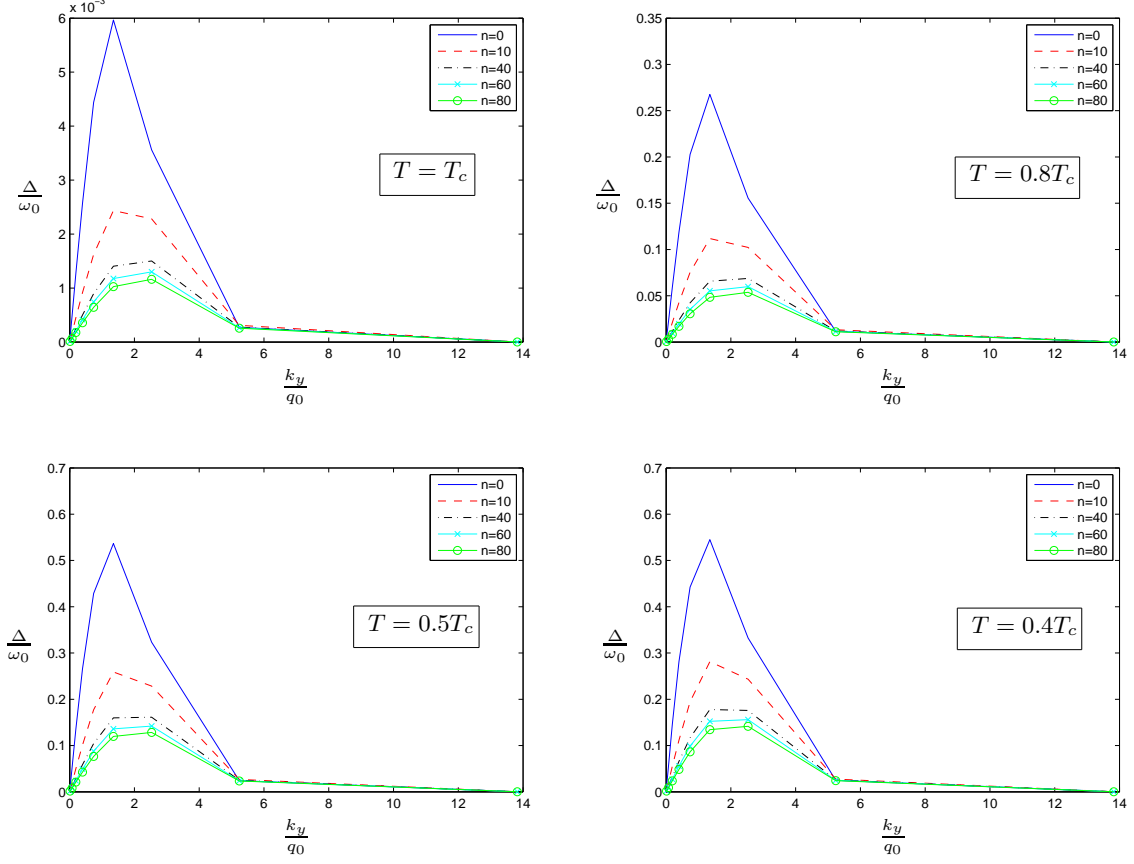 x 10⁻³
6
5
4
3
2
1
0
0 2 4 6 8 10 12 14
Δ/ω₀
k_y/q₀
n=0
n=10
n=40
n=60
n=80
T = T_c
0.35
0.3
0.25
0.2
0.15
0.1
0.05
0
0 2 4 6 8 10 12 14
Δ/ω₀
k_y/q₀
n=0
n=10
n=40
n=60
n=80
T = 0.8T_c
0.7
0.6
0.5
0.4
0.3
0.2
0.1
0
0 2 4 6 8 10 12 14
Δ/ω₀
k_y/q₀
n=0
n=10
n=40
n=60
n=80
T = 0.5T_c
0.7
0.6
0.5
0.4
0.3
0.2
0.1
0
0 2 4 6 8 10 12 14
Δ/ω₀
k_y/q₀
n=0
n=10
n=40
n=60
n=80
T = 0.4T_c